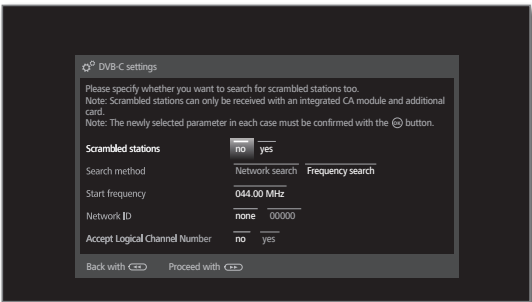 DVB-C settings
Please specify whether you want to search for scrambled stations too.
Note: Scrambled stations can only be received with an integrated CA module and additional
card.
Note: The newly selected parameter in each case must be confirmed with the OK button.
Scrambled stations no yes
Search method Network search Frequency search
Start frequency 044.00 MHz
Network ID none 00000
Accept Logical Channel Number no yes
Back with ◄◄ Proceed with ►►